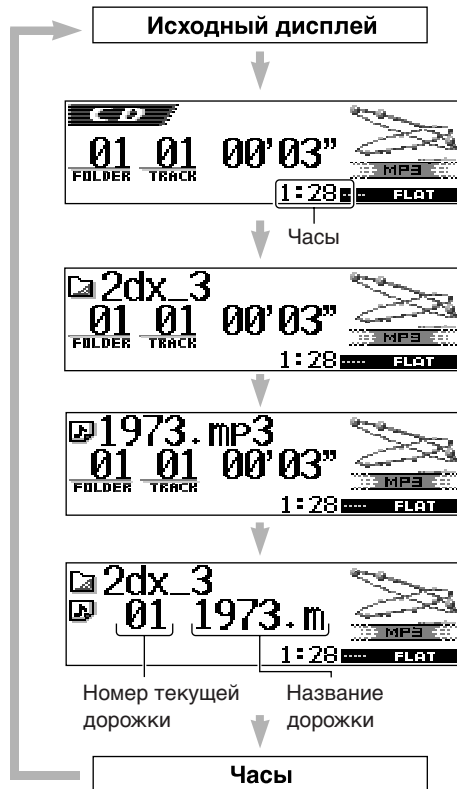 Исходный дисплей
CD
01 01 00'03”
FOLDER TRACK
MP3
1:28 ----- FLAT
Часы
2dx_3
01 01 00'03”
FOLDER TRACK
MP3
1:28 ----- FLAT
1973.mp3
01 01 00'03”
FOLDER TRACK
MP3
1:28 ----- FLAT
2dx_3
01 1973.m
MP3
1:28 ----- FLAT
Номер текущей
дорожки
Название
дорожки
Часы